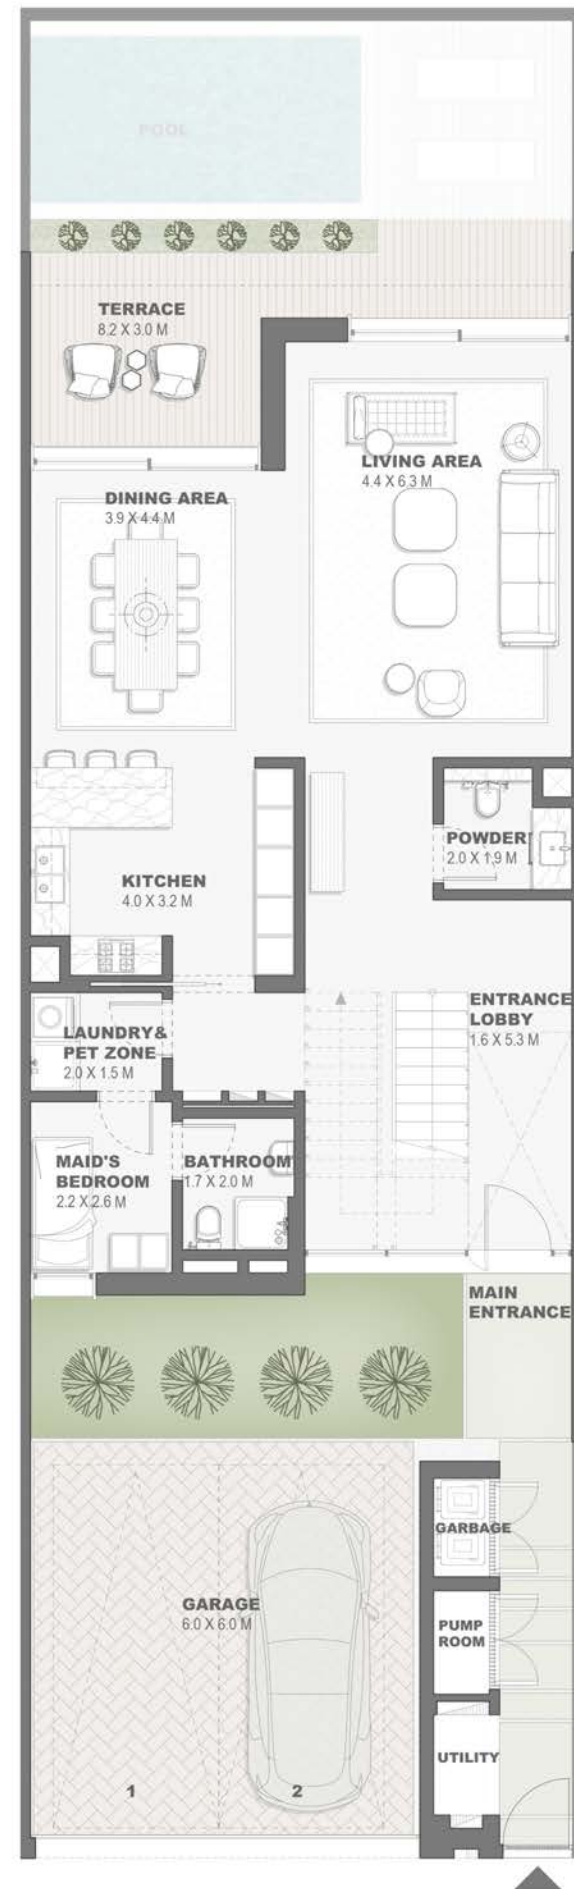 POOL
TERRACE
8.2 X 3.0 M
LIVING AREA
4.4 X 6.3 M
DINING AREA
3.9 X 4.4 M
POWDER
2.0 X 1.9 M
KITCHEN
4.0 X 3.2 M
ENTRANCE
LOBBY
1.6 X 5.3 M
LAUNDRY&
PET ZONE
2.0 X 1.5 M
MAID'S
BEDROOM
2.2 X 2.6 M
BATHROOM
1.7 X 2.0 M
MAIN
ENTRANCE
GARBAGE
GARAGE
6.0 X 6.0 M
PUMP
ROOM
UTILITY
1
2